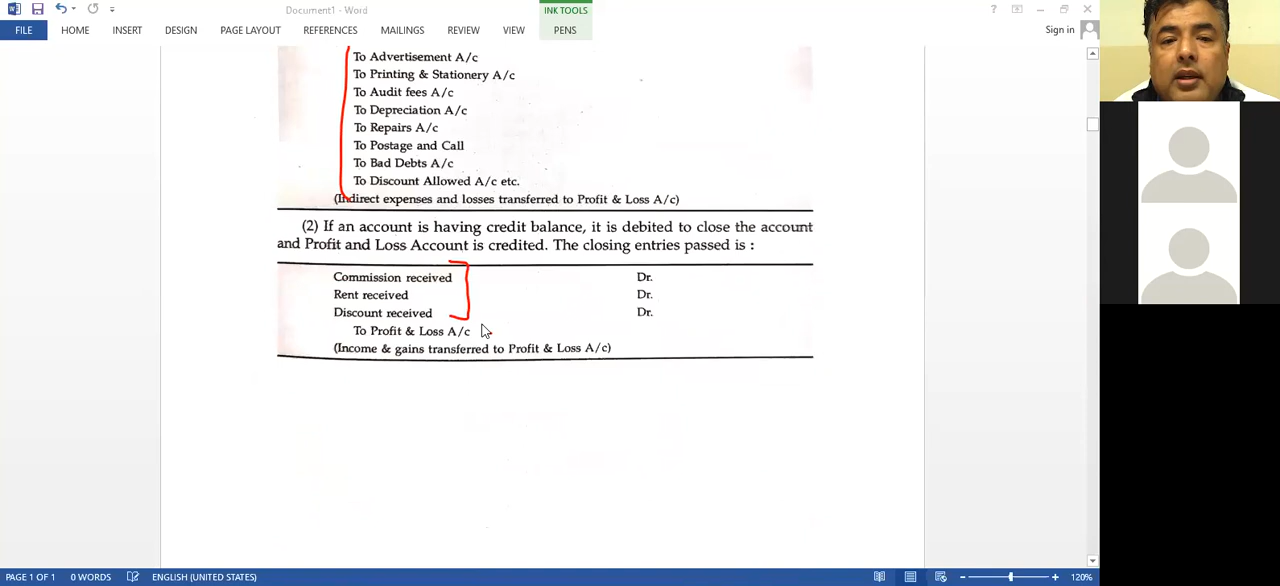 Document1 - Word
INK TOOLS
?
FILE
HOME
INSERT
DESIGN
PAGE LAYOUT
REFERENCES
MAILINGS
REVIEW
VIEW
PENS
Sign in
To Advertisement A/c
To Printing & Stationery A/c
To Audit fees A/c
To Depreciation A/c
To Repairs A/c
To Postage and Call
To Bad Debts A/c
To Discount Allowed A/c etc.
(Indirect expenses and losses transferred to Profit & Loss A/c)
(2) If an account is having credit balance, it is debited to close the account
and Profit and Loss Account is credited. The closing entries passed is :
Commission received Dr.
Rent received Dr.
Discount received Dr.
To Profit & Loss A/c
(Income & gains transferred to Profit & Loss A/c)
PAGE 1 OF 1
0 WORDS
ENGLISH (UNITED STATES)
120%